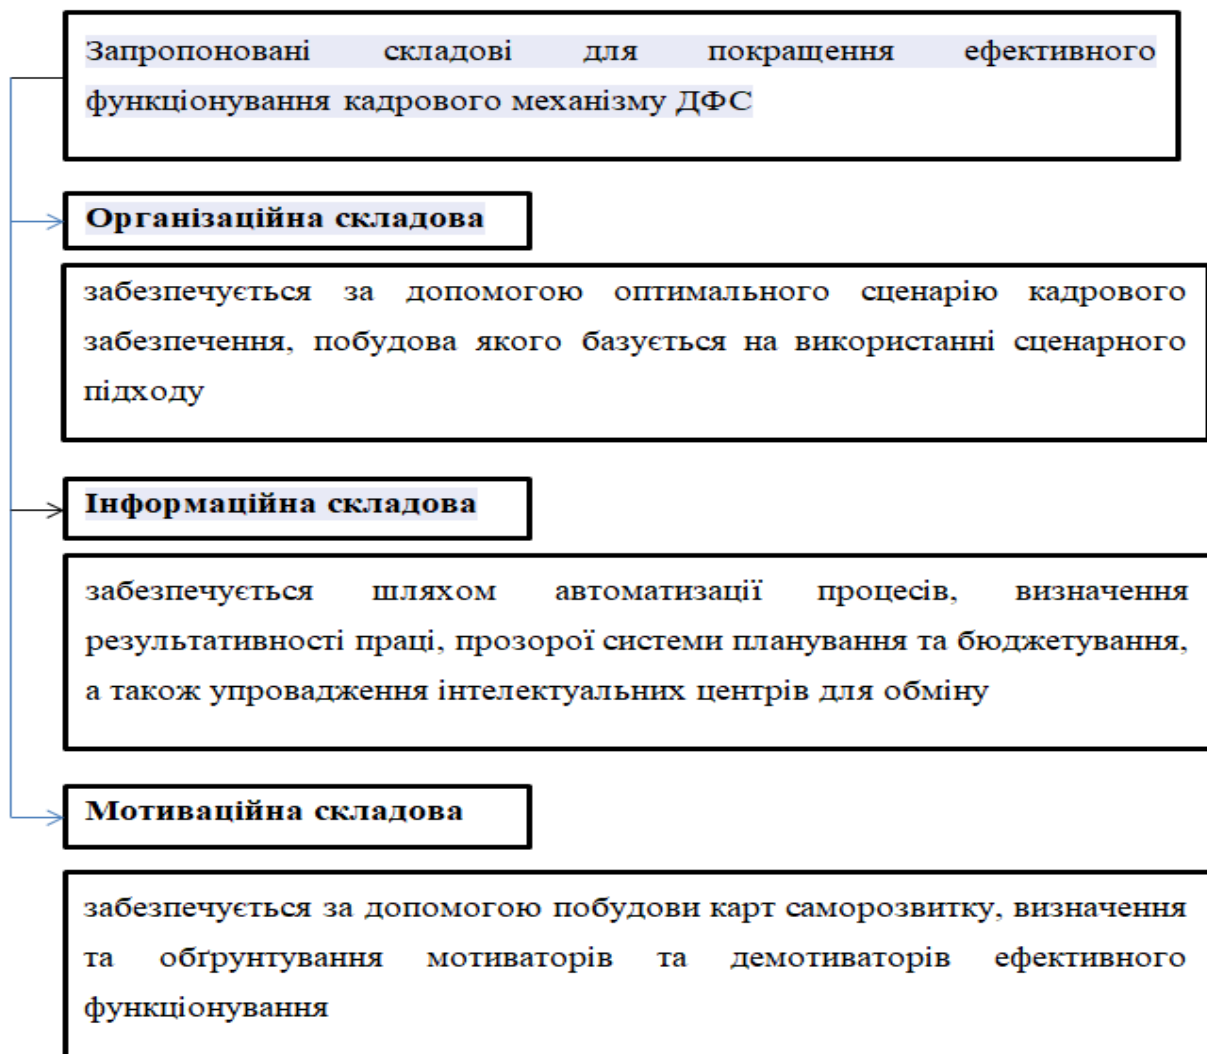 Запропоновані складові для покращення ефективного
функціонування кадрового механізму ДФС
Організаційна складова
забезпечується за допомогою оптимального сценарію кадрового
забезпечення, побудова якого базується на використанні сценарного
підходу
Інформаційна складова
забезпечується шляхом автоматизації процесів, визначення
результативності праці, прозорої системи планування та бюджетування,
а також упровадження інтелектуальних центрів для обміну
Мотиваційна складова
забезпечується за допомогою побудови карт саморозвитку, визначення
та обґрунтування мотиваторів та демотиваторів ефективного
функціонування